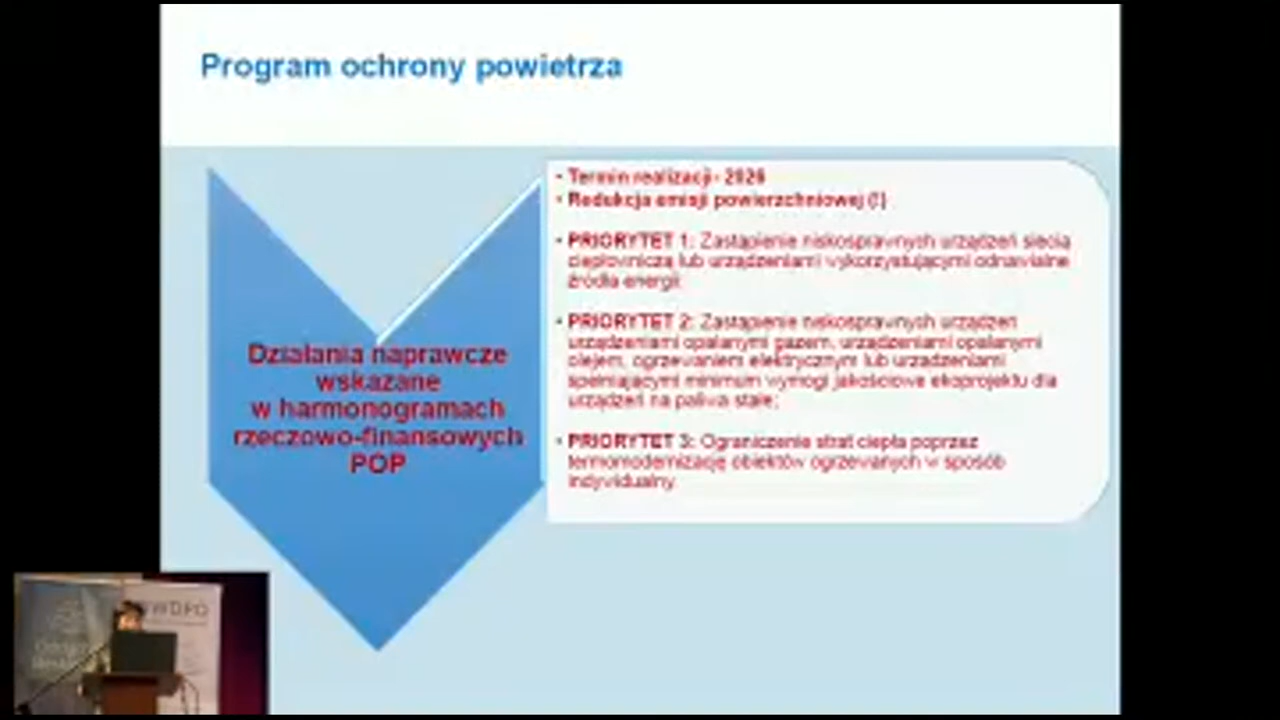 Program ochrony powietrza
Działania naprawcze
wskazane
w harmonogramach
rzeczowo-finansowych
POP
• Termin realizacji- 2026
• Redukcja emisji powierzchniowej (!)
• PRIORYTET 1: Zastąpienie niskosprawnych urządzeń siecią
ciepłowniczą lub urządzeniami wykorzystującymi odnawialne
źródła energii;
• PRIORYTET 2: Zastąpienie niskosprawnych urządzeń
urządzeniami opalanymi gazem, urządzeniami opalanymi
olejem, ogrzewaniem elektrycznym lub urządzeniami
spełniającymi minimum wymogi jakościowe ekoprojektu dla
urządzeń na paliwa stałe;
• PRIORYTET 3: Ograniczenie strat ciepła poprzez
termomodernizację obiektów ogrzewanych w sposób
indywidualny